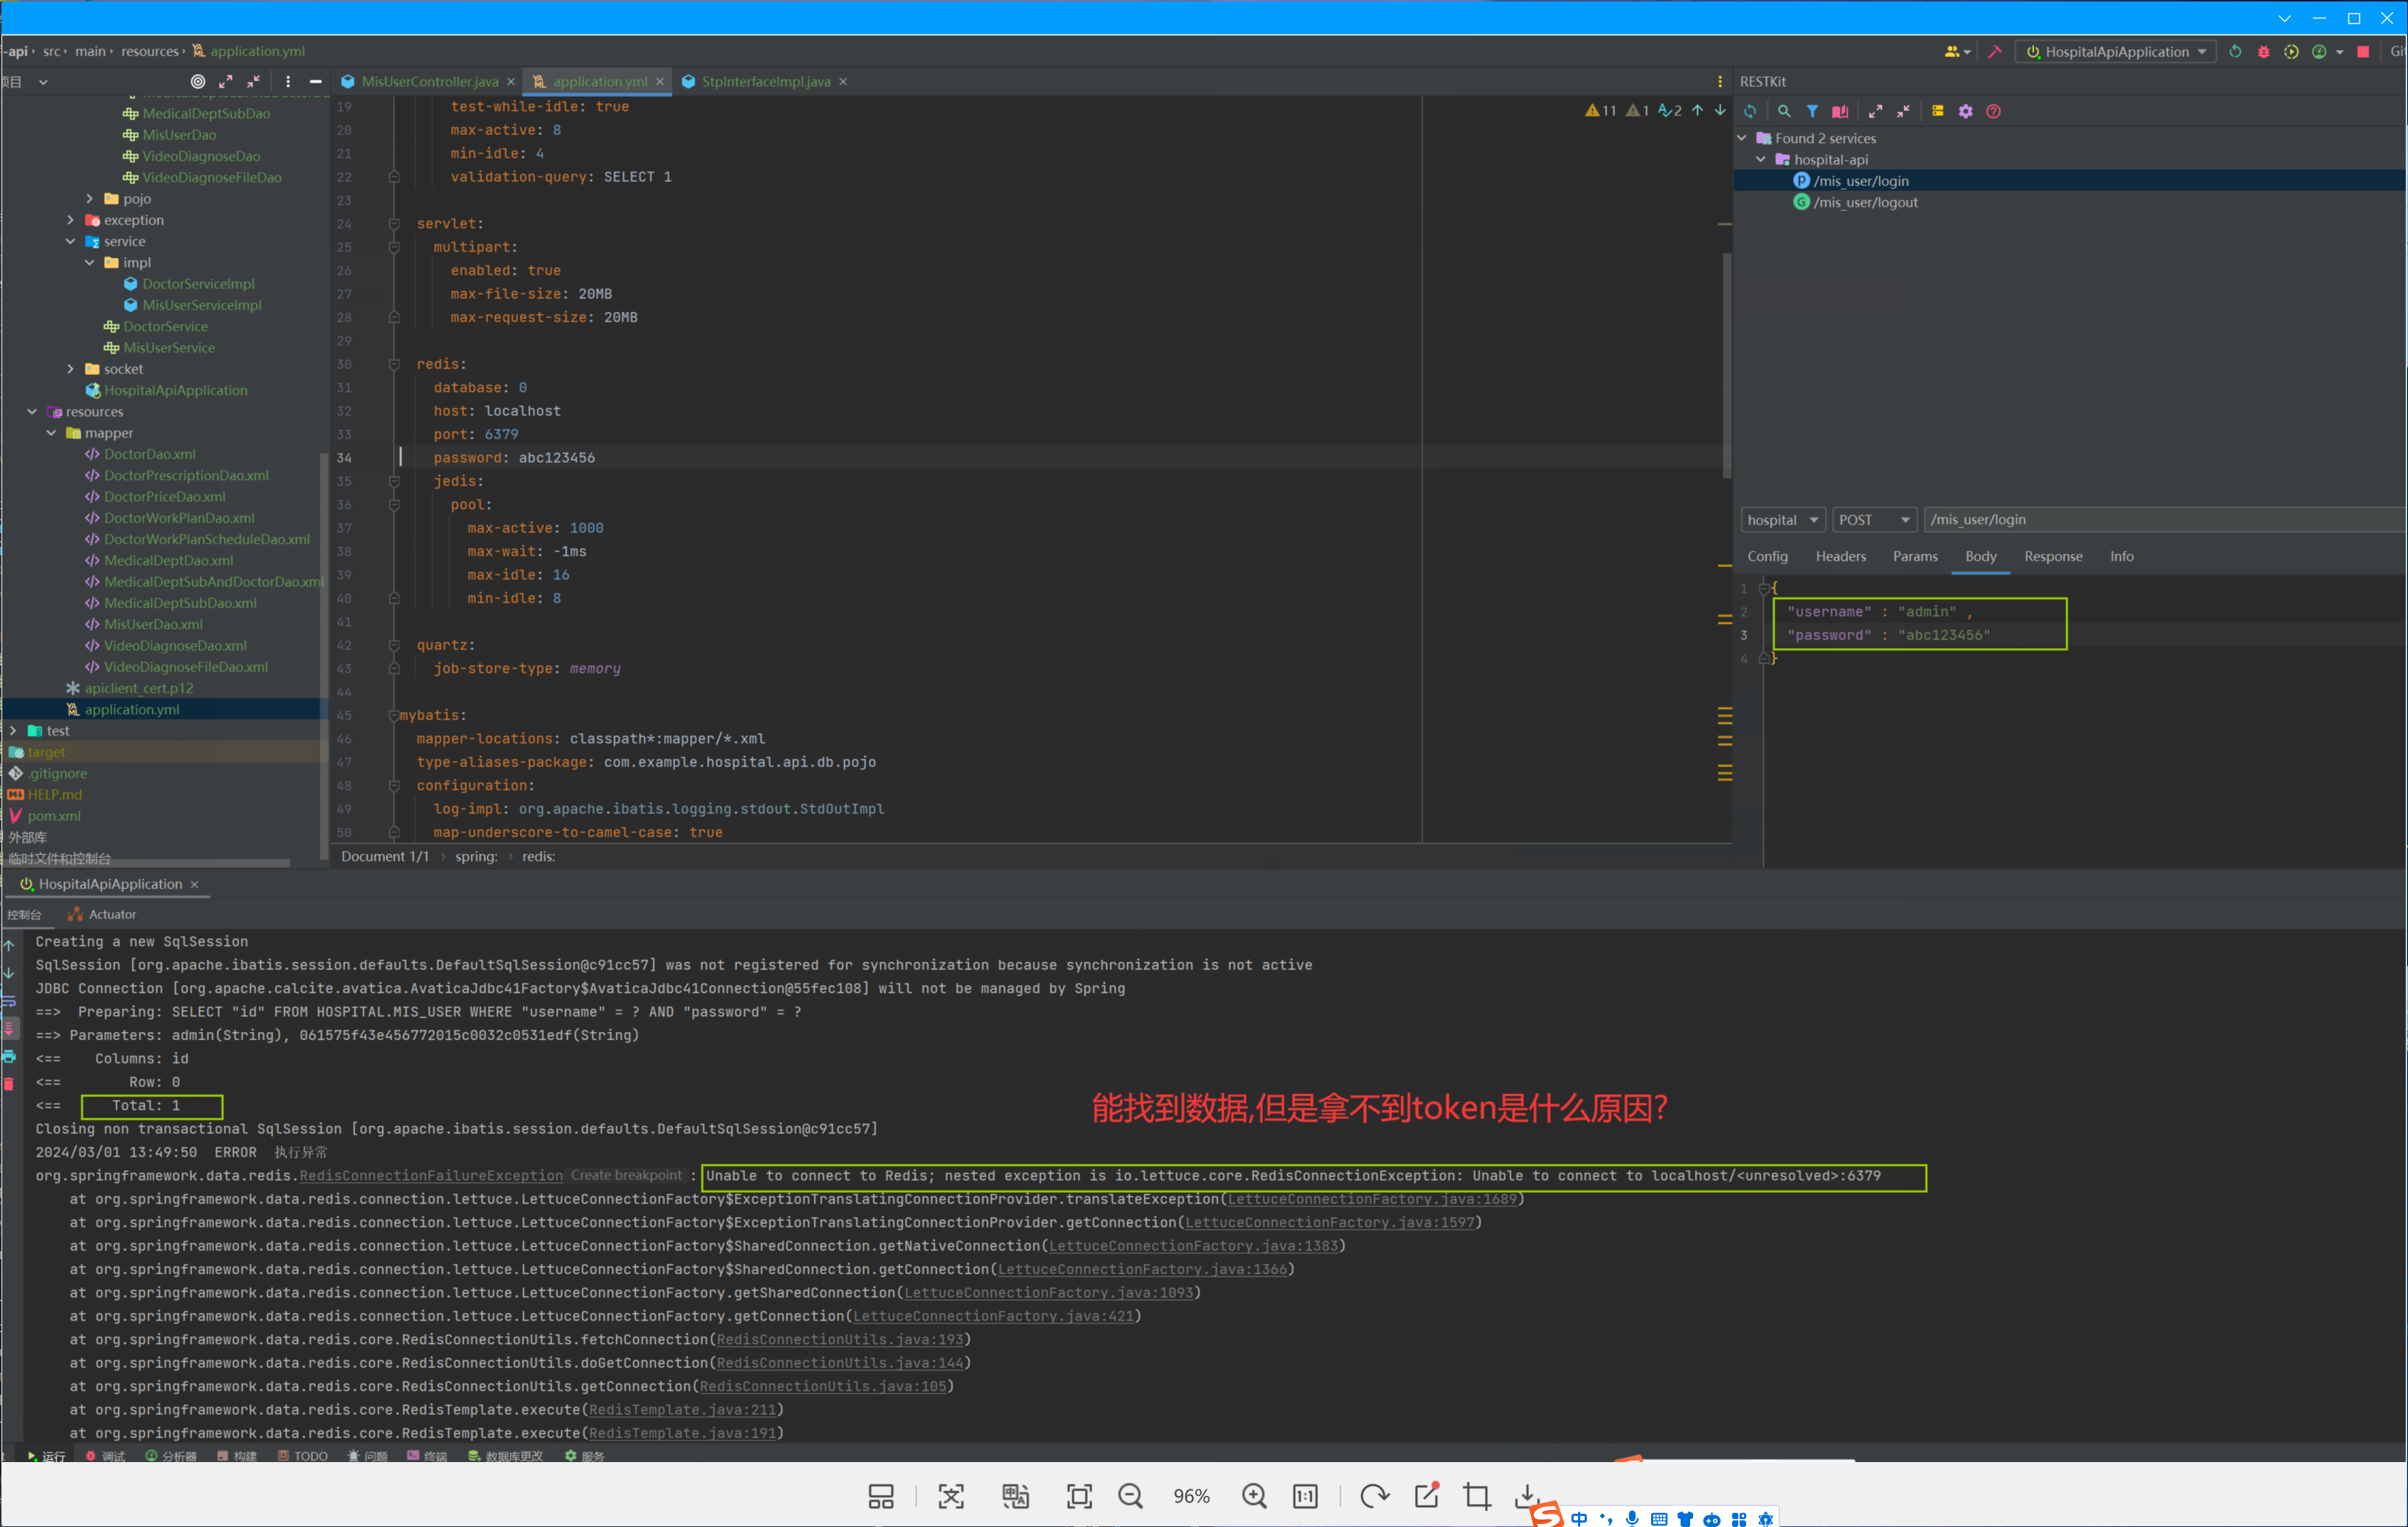 -api › src › main › resources › application.yml
HospitalApiApplication
项目
MisUserController.java
application.yml
StpInterfaceImpl.java
RESTKit
MedicalDeptSubDao
MisUserDao
VideoDiagnoseDao
VideoDiagnoseFileDao
pojo
exception
service
impl
DoctorServiceImpl
MisUserServiceImpl
DoctorService
MisUserService
socket
HospitalApiApplication
resources
mapper
DoctorDao.xml
DoctorPrescriptionDao.xml
DoctorPriceDao.xml
DoctorWorkPlanDao.xml
DoctorWorkPlanScheduleDao.xml
MedicalDeptDao.xml
MedicalDeptSubAndDoctorDao.xml
MedicalDeptSubDao.xml
MisUserDao.xml
VideoDiagnoseDao.xml
VideoDiagnoseFileDao.xml
apiclient_cert.p12
application.yml
test
target
.gitignore
HELP.md
pom.xml
外部库
临时文件和控制台
19 test-while-idle: true
20 max-active: 8
21 min-idle: 4
22 validation-query: SELECT 1
23
24 servlet:
25 multipart:
26 enabled: true
27 max-file-size: 20MB
28 max-request-size: 20MB
29
30 redis:
31 database: 0
32 host: localhost
33 port: 6379
34 password: abc123456
35 jedis:
36 pool:
37 max-active: 1000
38 max-wait: -1ms
39 max-idle: 16
40 min-idle: 8
41
42 quartz:
43 job-store-type: memory
44
45 mybatis:
46 mapper-locations: classpath*:mapper/*.xml
47 type-aliases-package: com.example.hospital.api.db.pojo
48 configuration:
49 log-impl: org.apache.ibatis.logging.stdout.StdOutImpl
50 map-underscore-to-camel-case: true
11 1 2
Document 1/1 › spring: › redis:
Found 2 services
hospital-api
/mis_user/login
/mis_user/logout
hospital POST /mis_user/login
Config Headers Params Body Response Info
1 {
2 "username" : "admin" ,
3 "password" : "abc123456"
4 }
HospitalApiApplication
控制台 Actuator
Creating a new SqlSession
SqlSession [org.apache.ibatis.session.defaults.DefaultSqlSession@c91cc57] was not registered for synchronization because synchronization is not active
JDBC Connection [org.apache.calcite.avatica.AvaticaJdbc41Factory$AvaticaJdbc41Connection@55fec108] will not be managed by Spring
==> Preparing: SELECT "id" FROM HOSPITAL.MIS_USER WHERE "username" = ? AND "password" = ?
==> Parameters: admin(String), 061575f43e456772015c0032c0531edf(String)
<== Columns: id
<== Row: 0
<== Total: 1
能找到数据,但是拿不到token是什么原因?
Closing non transactional SqlSession [org.apache.ibatis.session.defaults.DefaultSqlSession@c91cc57]
2024/03/01 13:49:50 ERROR 执行异常
org.springframework.data.redis.RedisConnectionFailureException Create breakpoint : Unable to connect to Redis; nested exception is io.lettuce.core.RedisConnectionException: Unable to connect to localhost/<unresolved>:6379
at org.springframework.data.redis.connection.lettuce.LettuceConnectionFactory$ExceptionTranslatingConnectionProvider.translateException(LettuceConnectionFactory.java:1689)
at org.springframework.data.redis.connection.lettuce.LettuceConnectionFactory$ExceptionTranslatingConnectionProvider.getConnection(LettuceConnectionFactory.java:1597)
at org.springframework.data.redis.connection.lettuce.LettuceConnectionFactory$SharedConnection.getNativeConnection(LettuceConnectionFactory.java:1383)
at org.springframework.data.redis.connection.lettuce.LettuceConnectionFactory$SharedConnection.getConnection(LettuceConnectionFactory.java:1366)
at org.springframework.data.redis.connection.lettuce.LettuceConnectionFactory.getSharedConnection(LettuceConnectionFactory.java:1093)
at org.springframework.data.redis.connection.lettuce.LettuceConnectionFactory.getConnection(LettuceConnectionFactory.java:421)
at org.springframework.data.redis.core.RedisConnectionUtils.fetchConnection(RedisConnectionUtils.java:193)
at org.springframework.data.redis.core.RedisConnectionUtils.doGetConnection(RedisConnectionUtils.java:144)
at org.springframework.data.redis.core.RedisConnectionUtils.getConnection(RedisConnectionUtils.java:105)
at org.springframework.data.redis.core.RedisTemplate.execute(RedisTemplate.java:211)
at org.springframework.data.redis.core.RedisTemplate.execute(RedisTemplate.java:191)
运行 调试 分析器 构建 TODO 问题 终端 数据库更改 服务
96% 1:1
中